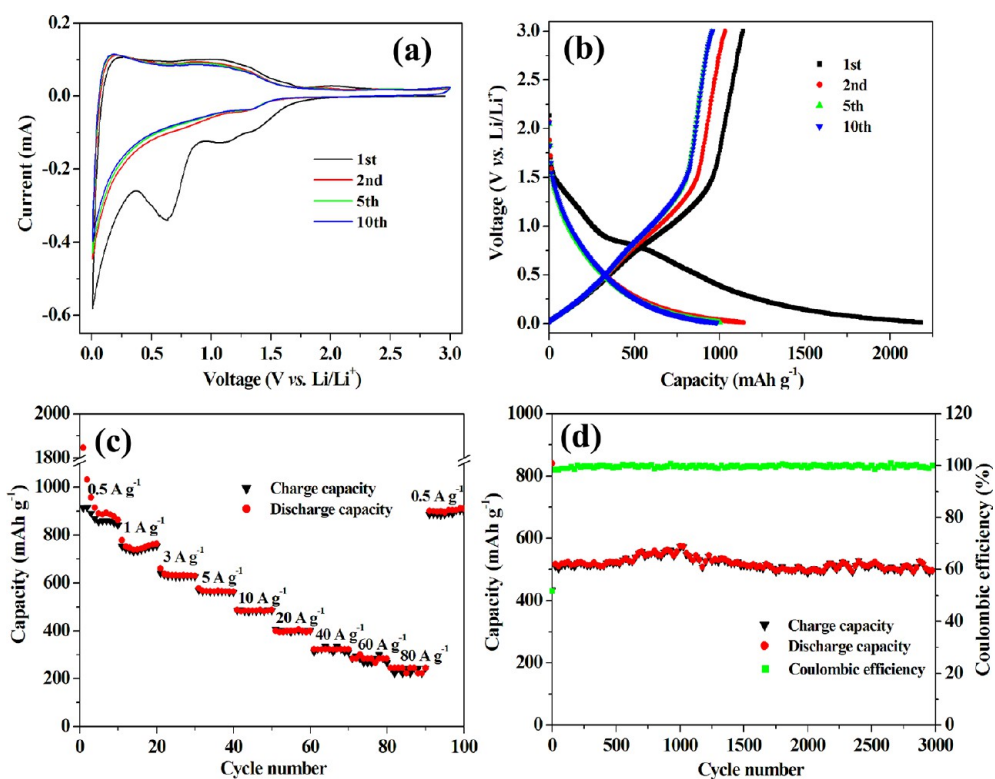 (a)
Current (mA)
0.2
0.0
-0.2
-0.4
-0.6
1st
2nd
5th
10th
0.0 0.5 1.0 1.5 2.0 2.5 3.0
Voltage (V vs. Li/Li⁺)
(b)
Voltage (V vs. Li/Li⁺)
3.0
2.5
2.0
1.5
1.0
0.5
0.0
1st
2nd
5th
10th
0 500 1000 1500 2000
Capacity (mAh g⁻¹)
(c)
Capacity (mAh g⁻¹)
2000
1800
1000
800
600
400
200
0
0.5 A g⁻¹
1 A g⁻¹
3 A g⁻¹
5 A g⁻¹
10 A g⁻¹
20 A g⁻¹
40 A g⁻¹
60 A g⁻¹
80 A g⁻¹
0.5 A g⁻¹
Charge capacity
Discharge capacity
0 20 40 60 80 100
Cycle number
(d)
Capacity (mAh g⁻¹)
1000
800
600
400
200
0
Charge capacity
Discharge capacity
Coulombic efficiency
120
100
80
60
40
20
0
Coulombic efficiency (%)
0 500 1000 1500 2000 2500 3000
Cycle number